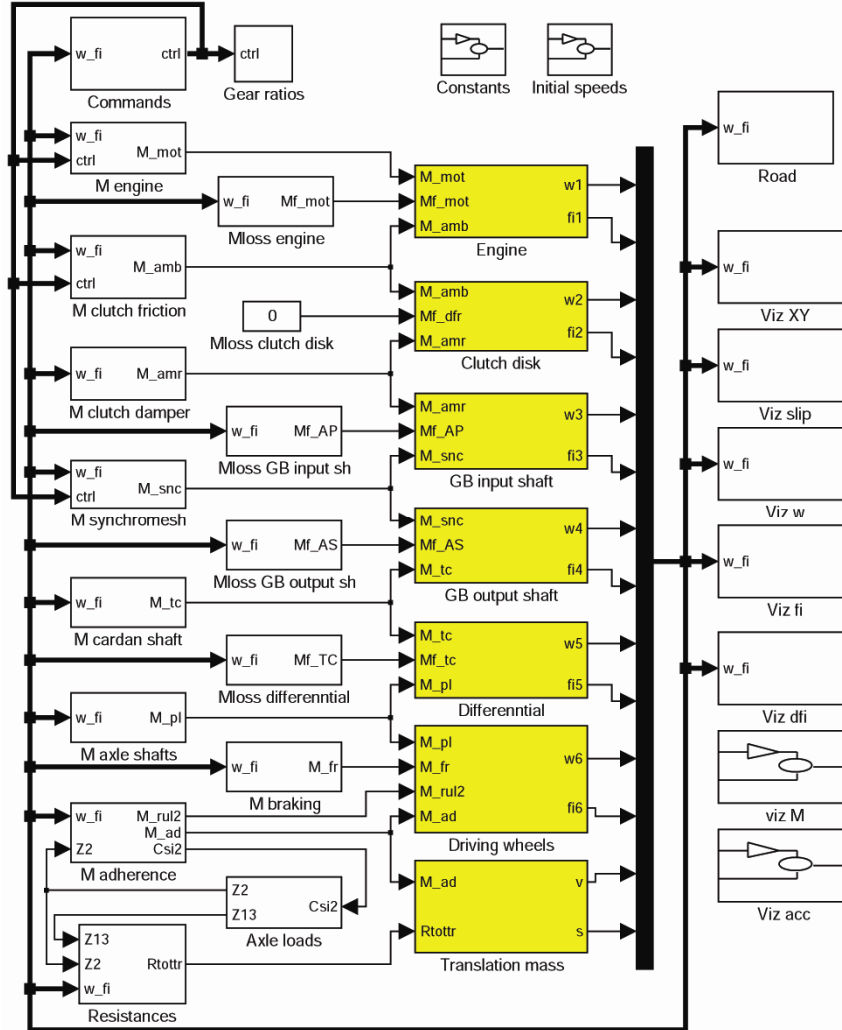 w_fi
ctrl
Commands
ctrl
Gear ratios
Constants
Initial speeds
w_fi
ctrl
M_mot
M engine
w_fi
Mf_mot
Mloss engine
w_fi
ctrl
M_amb
M clutch friction
0
Mloss clutch disk
w_fi
M_amr
M clutch damper
w_fi
Mf_AP
Mloss GB input sh
w_fi
ctrl
M_snc
M synchromesh
w_fi
Mf_AS
Mloss GB output sh
w_fi
M_tc
M cardan shaft
w_fi
Mf_TC
Mloss differenntial
w_fi
M_pl
M axle shafts
w_fi
M_fr
M braking
w_fi
Z2
M_rul2
M_ad
Csi2
M adherence
Z2
Z13
Csi2
Axle loads
Z13
Z2
w_fi
Rtottr
Resistances
M_mot
Mf_mot
M_amb
w1
fi1
Engine
M_amb
Mf_dfr
M_amr
w2
fi2
Clutch disk
M_amr
Mf_AP
M_snc
w3
fi3
GB input shaft
M_snc
Mf_AS
M_tc
w4
fi4
GB output shaft
M_tc
Mf_tc
M_pl
w5
fi5
Differenntial
M_pl
M_fr
M_rul2
M_ad
w6
fi6
Driving wheels
M_ad
Rtottr
v
s
Translation mass
w_fi
Road
w_fi
Viz XY
w_fi
Viz slip
w_fi
Viz w
w_fi
Viz fi
w_fi
Viz dfi
viz M
Viz acc